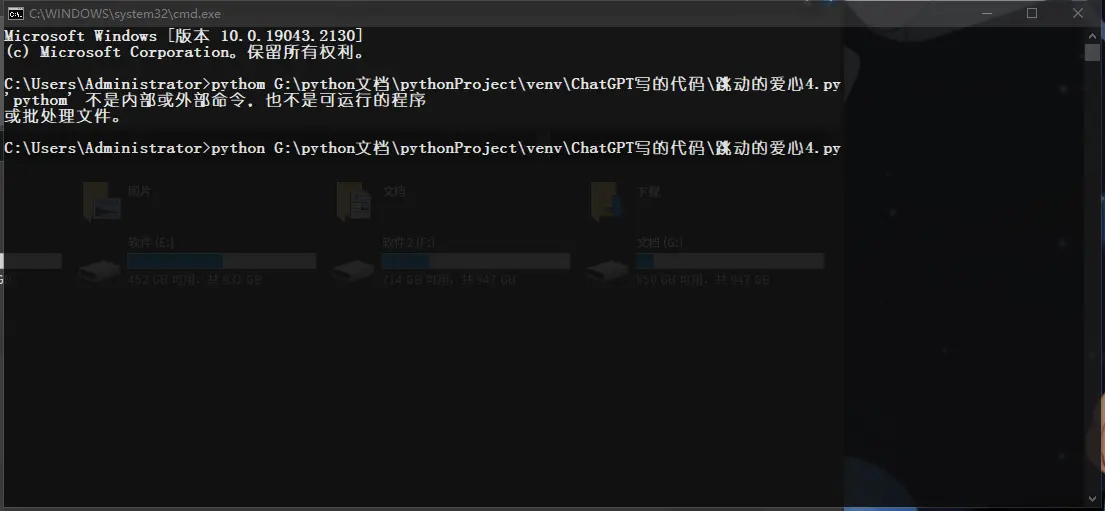 C:\WINDOWS\system32\cmd.exe
Microsoft Windows [版本 10.0.19043.2130]
(c) Microsoft Corporation。保留所有权利。
C:\Users\Administrator>pythom G:\python文档\pythonProject\venv\ChatGPT写的代码\跳动的爱心4.py
'pythom' 不是内部或外部命令，也不是可运行的程序
或批处理文件。
C:\Users\Administrator>python G:\python文档\pythonProject\venv\ChatGPT写的代码\跳动的爱心4.py
图片 文档 下载
软件 (E:) 软件2 (F:) 文档 (G:)
452 GB 可用，共 931 GB 714 GB 可用，共 947 GB 850 GB 可用，共 947 GB